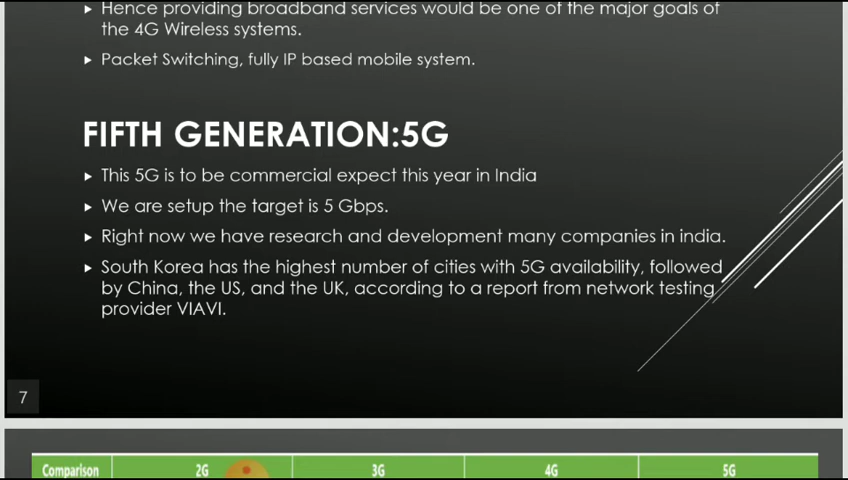 Hence providing broadband services would be one of the major goals of
the 4G Wireless systems.
Packet Switching, fully IP based mobile system.
FIFTH GENERATION:5G
This 5G is to be commercial expect this year in India
We are setup the target is 5 Gbps.
Right now we have research and development many companies in india.
South Korea has the highest number of cities with 5G availability, followed
by China, the US, and the UK, according to a report from network testing
provider VIAVI.
7
Comparison 2G 3G 4G 5G